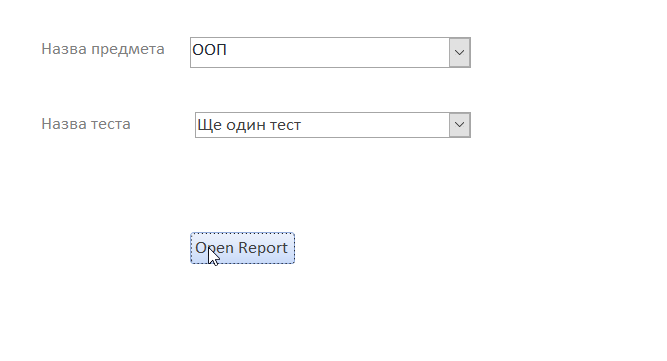 Назва предмета
ООП
Назва теста
Ще один тест
Open Report